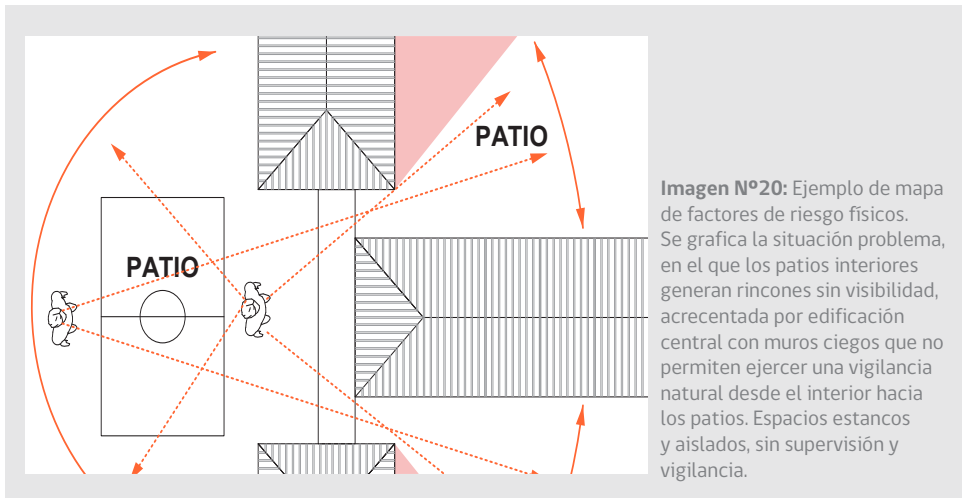 PATIO
PATIO
Imagen Nº20: Ejemplo de mapa
de factores de riesgo físicos.
Se grafica la situación problema,
en el que los patios interiores
generan rincones sin visibilidad,
acrecentada por edificación
central con muros ciegos que no
permiten ejercer una vigilancia
natural desde el interior hacia
los patios. Espacios estancos
y aislados, sin supervisión y
vigilancia.